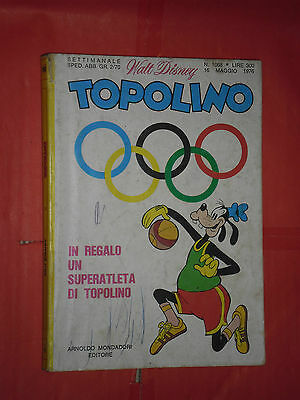 SETTIMANALE
SPED. ABB. GR. 2/70
Walt Disney
N. 1068 • LIRE 300
16 MAGGIO 1976
TOPOLINO
IN REGALO
UN
SUPERATLETA
DI TOPOLINO
ARNOLDO MONDADORI
EDITORE